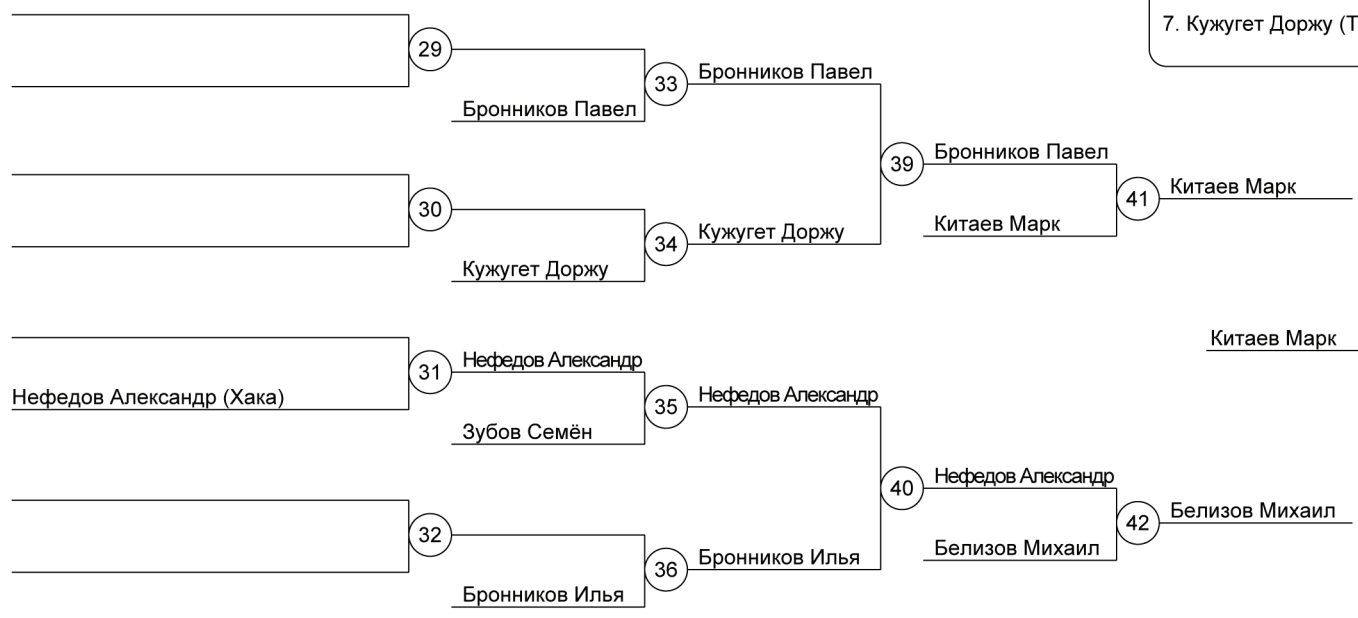 7. Кужугет Доржу (Т
29
Бронников Павел
33
Бронников Павел
30
Кужугет Доржу
34
Кужугет Доржу
39
Бронников Павел
Китаев Марк
41
Китаев Марк
Китаев Марк
Нефедов Александр (Хака)
31
Нефедов Александр
Зубов Семён
35
Нефедов Александр
32
Бронников Илья
36
Бронников Илья
40
Нефедов Александр
Белизов Михаил
42
Белизов Михаил